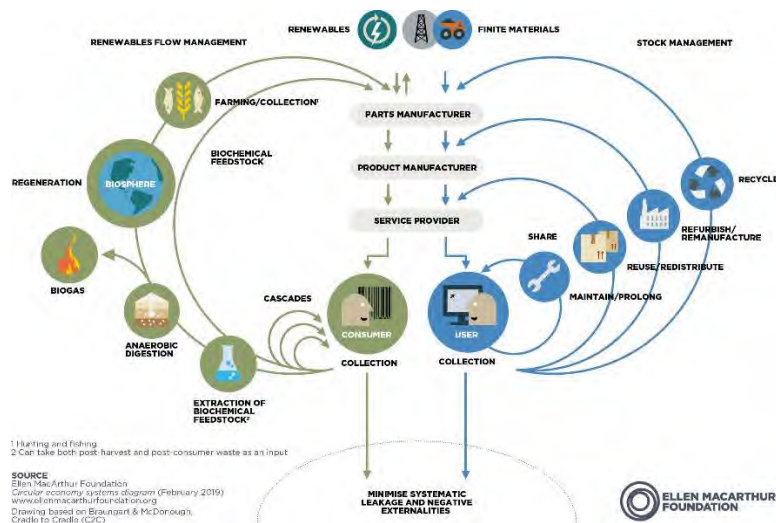 RENEWABLES
FINITE MATERIALS
RENEWABLES FLOW MANAGEMENT
STOCK MANAGEMENT
FARMING/COLLECTION¹
PARTS MANUFACTURER
BIOCHEMICAL
FEEDSTOCK
PRODUCT MANUFACTURER
REGENERATION
BIOSPHERE
RECYCLE
SERVICE PROVIDER
SHARE
REFURBISH/
REMANUFACTURE
REUSE/REDISTRIBUTE
BIOGAS
MAINTAIN/PROLONG
CASCADES
CONSUMER
USER
ANAEROBIC
DIGESTION
COLLECTION
COLLECTION
EXTRACTION OF
BIOCHEMICAL
FEEDSTOCK²
1 Hunting and fishing
2 Can take both post-harvest and post-consumer waste as an input
SOURCE
Ellen MacArthur Foundation
Circular economy systems diagram (February 2019)
www.ellenmacarthurfoundation.org
Drawing based on Braungart & McDonough,
Cradle to Cradle (C2C)
MINIMISE SYSTEMATIC
LEAKAGE AND NEGATIVE
EXTERNALITIES
ELLEN MACARTHUR
FOUNDATION